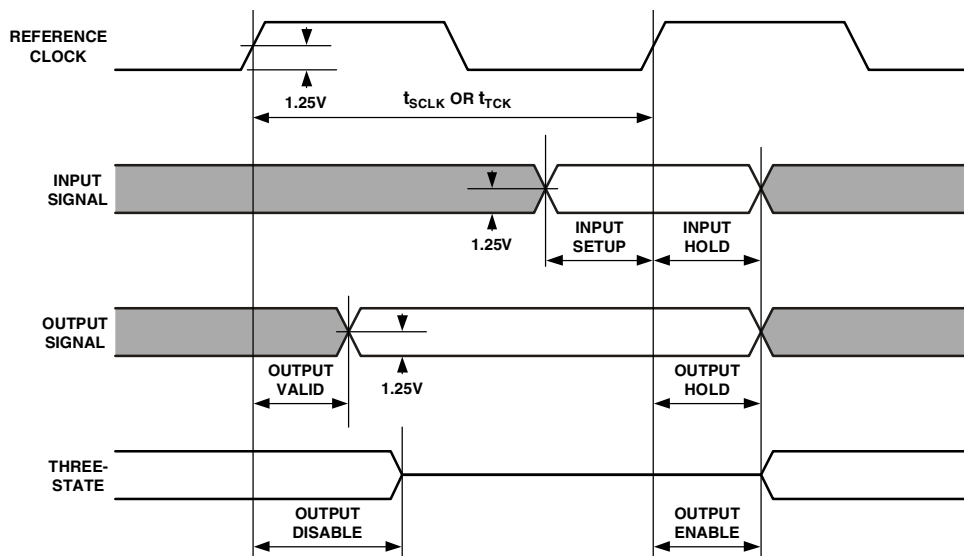 REFERENCE
CLOCK
1.25V
tSCLK OR tTCK
INPUT
SIGNAL
1.25V
INPUT
SETUP
INPUT
HOLD
OUTPUT
SIGNAL
OUTPUT
VALID
1.25V
OUTPUT
HOLD
THREE-
STATE
OUTPUT
DISABLE
OUTPUT
ENABLE